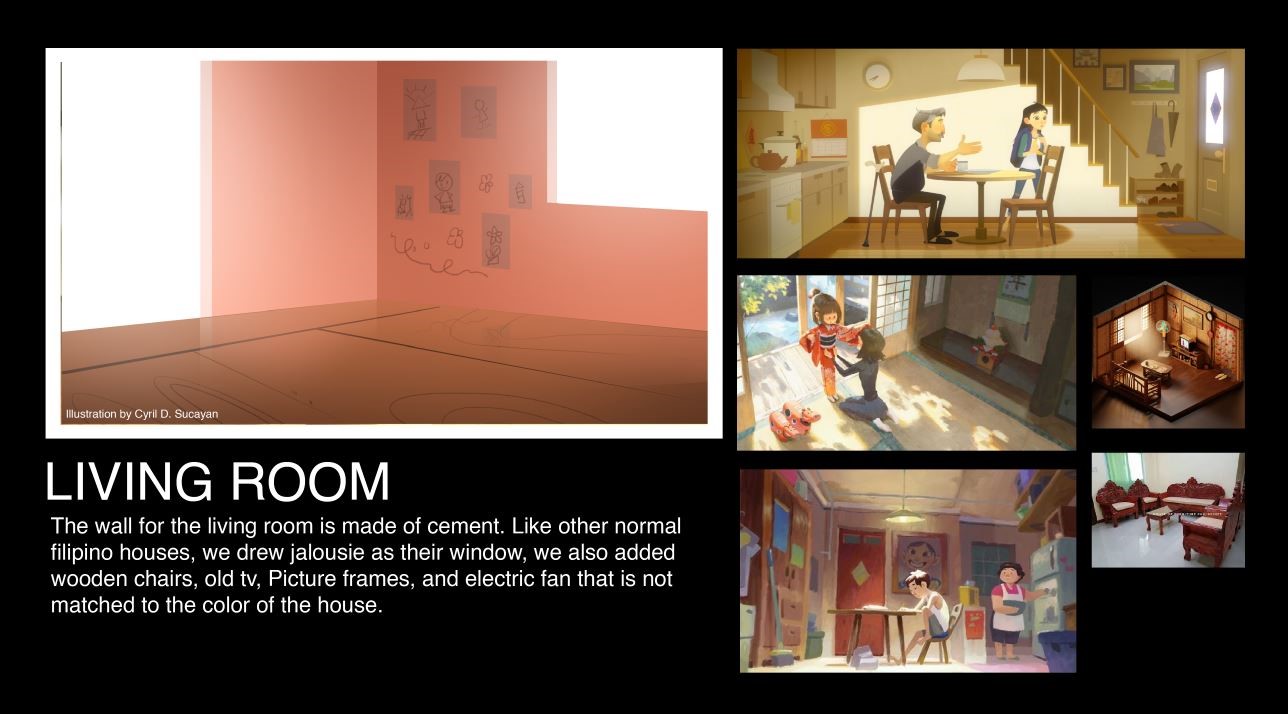 Illustration by Cyril D. Sucayan
LIVING ROOM
The wall for the living room is made of cement. Like other normal
filipino houses, we drew jalousie as their window, we also added
wooden chairs, old tv, Picture frames, and electric fan that is not
matched to the color of the house.